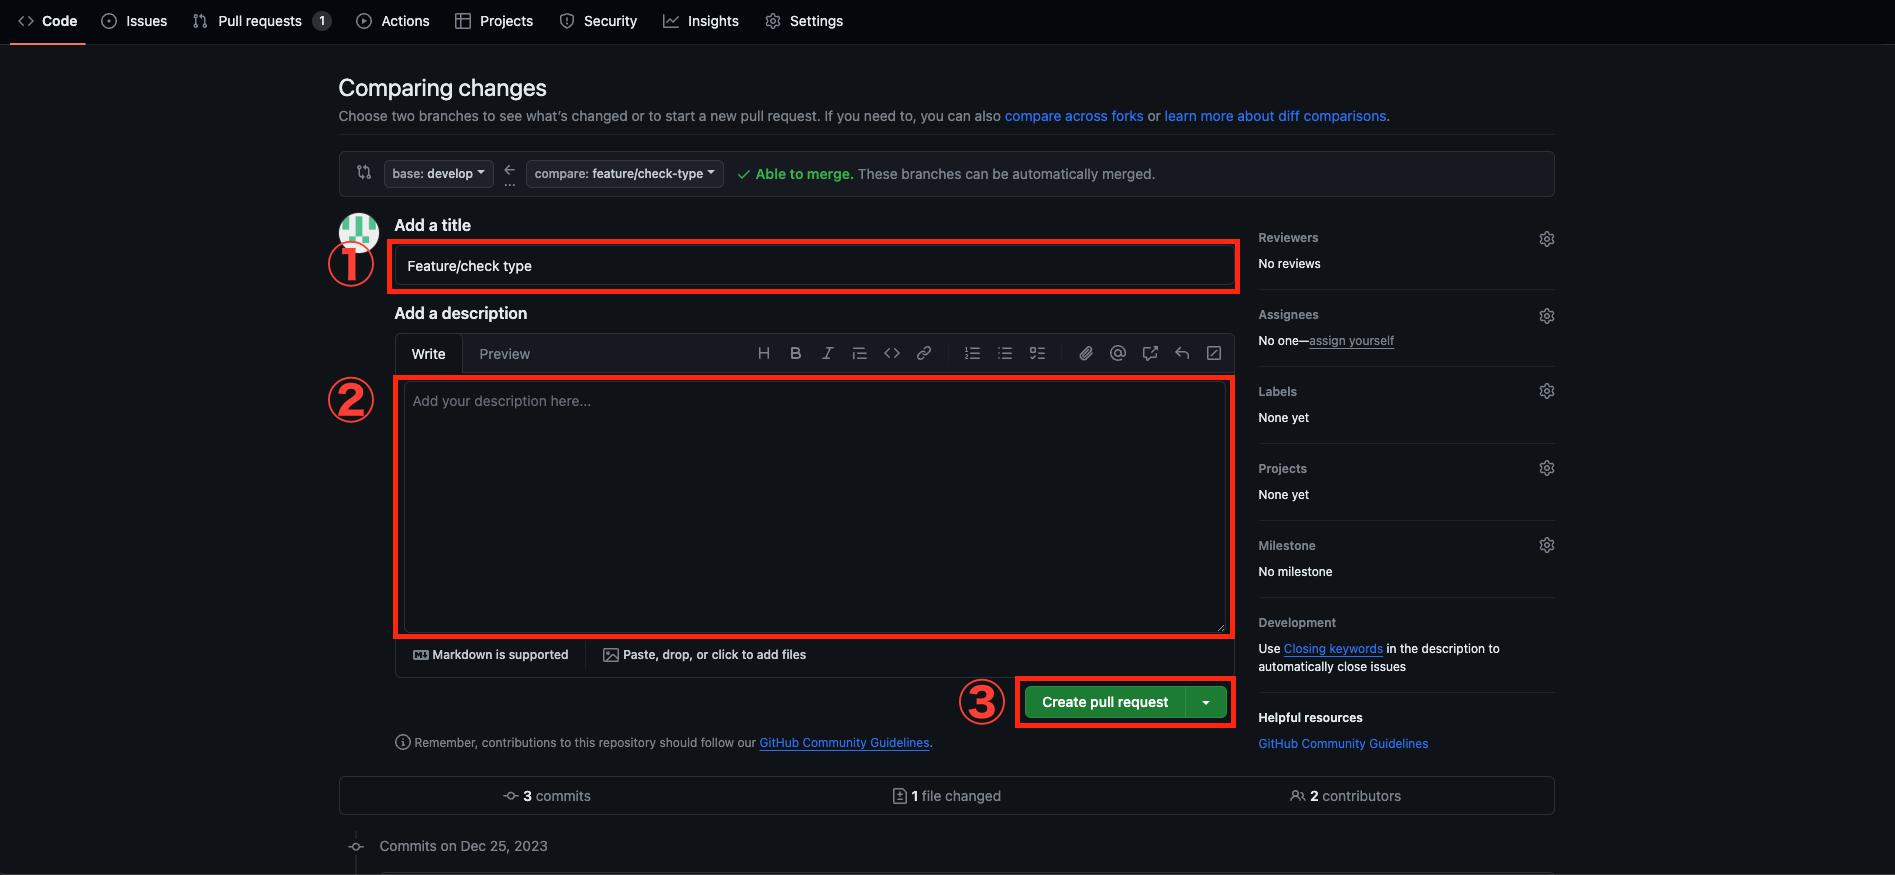 Code Issues Pull requests 1 Actions Projects Security Insights Settings
Comparing changes
Choose two branches to see what's changed or to start a new pull request. If you need to, you can also compare across forks or learn more about diff comparisons.
base: develop ... compare: feature/check-type Able to merge. These branches can be automatically merged.
Add a title
① Feature/check type
Add a description
Write Preview
② Add your description here...
Markdown is supported Paste, drop, or click to add files
③ Create pull request
Remember, contributions to this repository should follow our GitHub Community Guidelines.
Reviewers
No reviews
Assignees
No one—assign yourself
Labels
None yet
Projects
None yet
Milestone
No milestone
Development
Use Closing keywords in the description to
automatically close issues
Helpful resources
GitHub Community Guidelines
3 commits 1 file changed 2 contributors
Commits on Dec 25, 2023